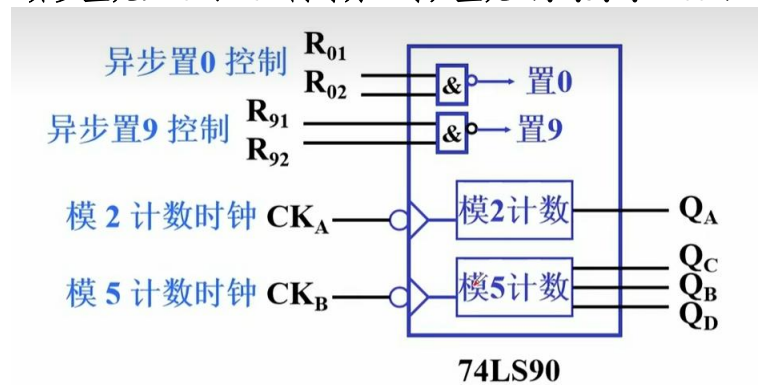 异步置0 控制 R01
R02 & 置0
异步置9 控制 R91
R92 & 置9
模 2 计数时钟 CKA 模2计数 QA
QC
模 5 计数时钟 CKB 模5计数 QB
QD
74LS90